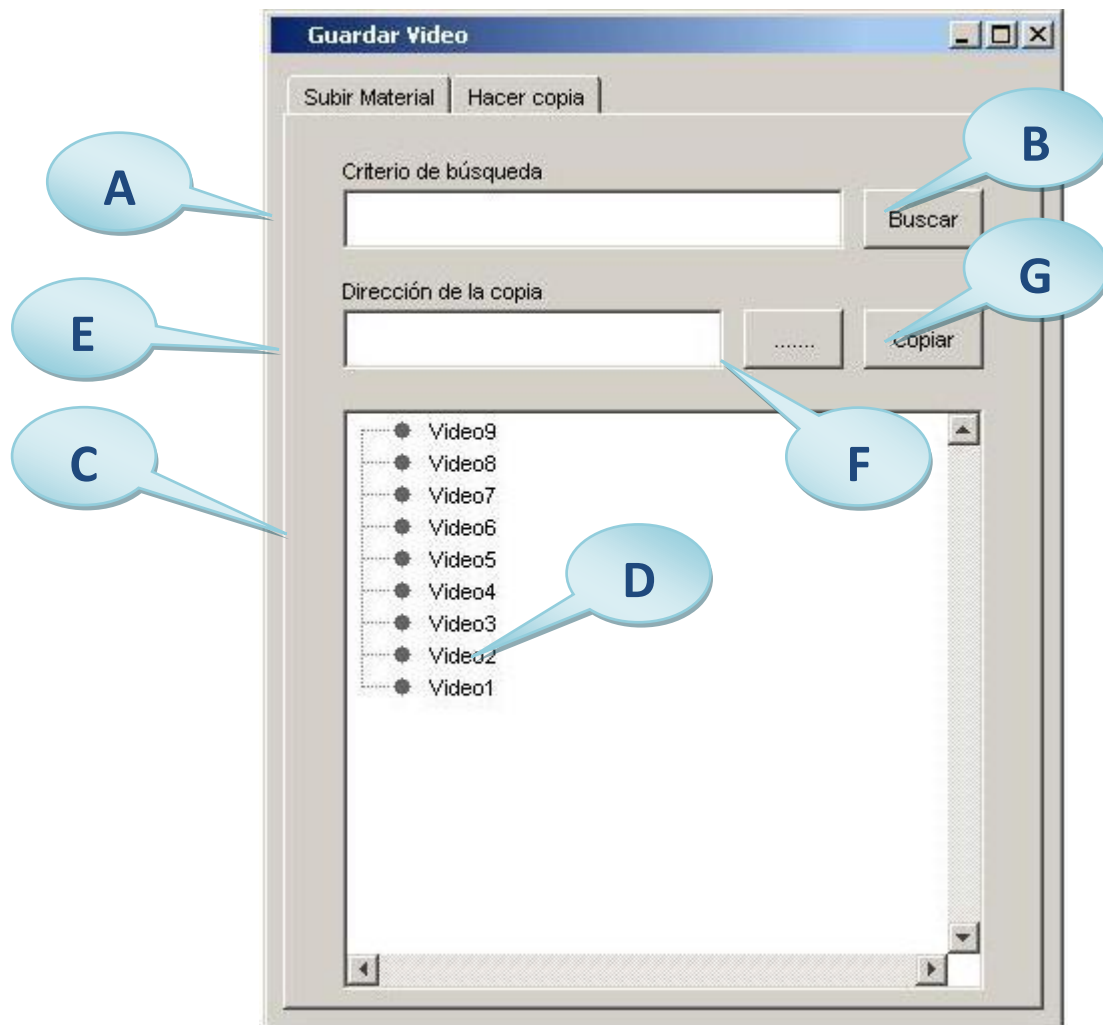 Guardar Video
Subir Material Hacer copia
B
A
Criterio de búsqueda
Buscar
G
E
Dirección de la copia
....... Copiar
C
F
Video9
Video8
Video7
Video6
Video5
D
Video4
Video3
Video2
Video1